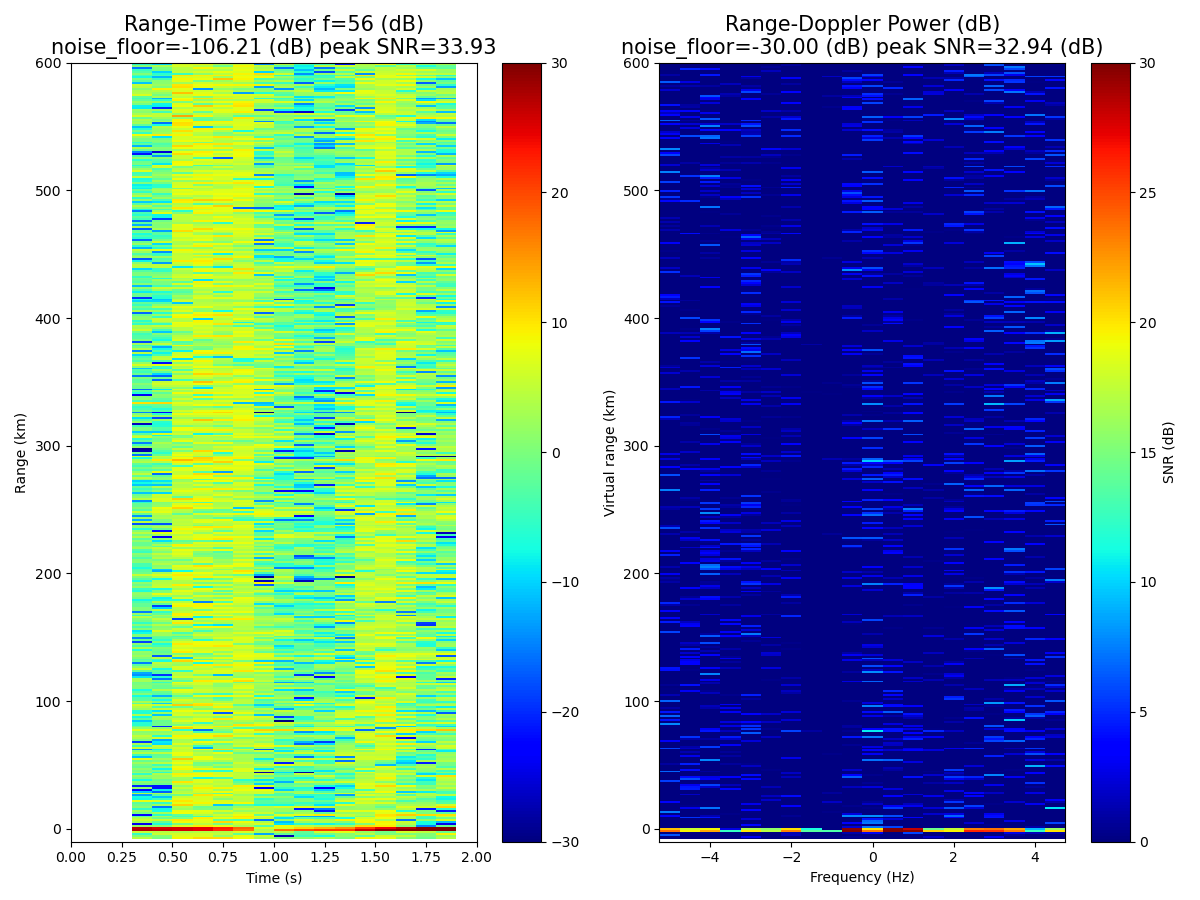 Range-Time Power f=56 (dB)
noise_floor=-106.21 (dB) peak SNR=33.93
Range (km)
600
500
400
300
200
100
0
0.00 0.25 0.50 0.75 1.00 1.25 1.50 1.75 2.00
Time (s)
30
20
10
0
−10
−20
−30
Range-Doppler Power (dB)
noise_floor=-30.00 (dB) peak SNR=32.94 (dB)
Virtual range (km)
600
500
400
300
200
100
0
−4 −2 0 2 4
Frequency (Hz)
30
25
20
15
10
5
0
SNR (dB)